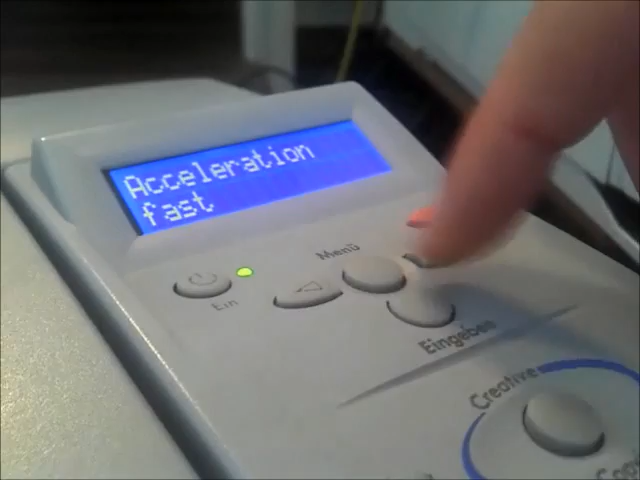 Acceleration
fast
Menü
Ein
Eingeben
Creative